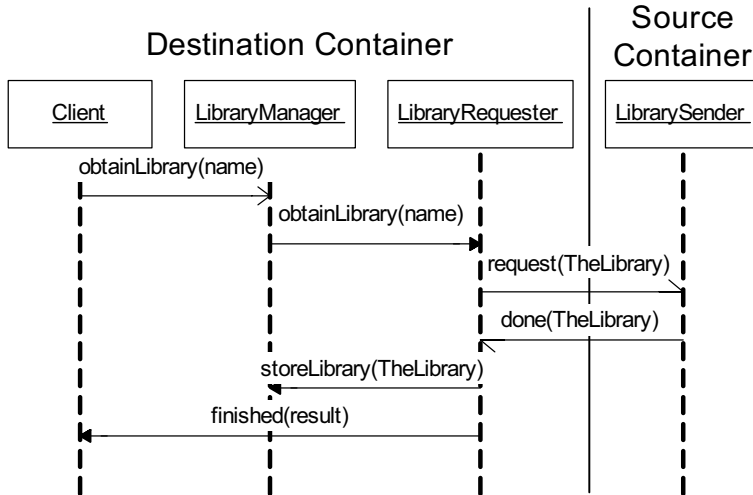 Destination Container
Source
Container
Client
LibraryManager
LibraryRequester
LibrarySender
obtainLibrary(name)
obtainLibrary(name)
request(TheLibrary)
done(TheLibrary)
storeLibrary(TheLibrary)
finished(result)